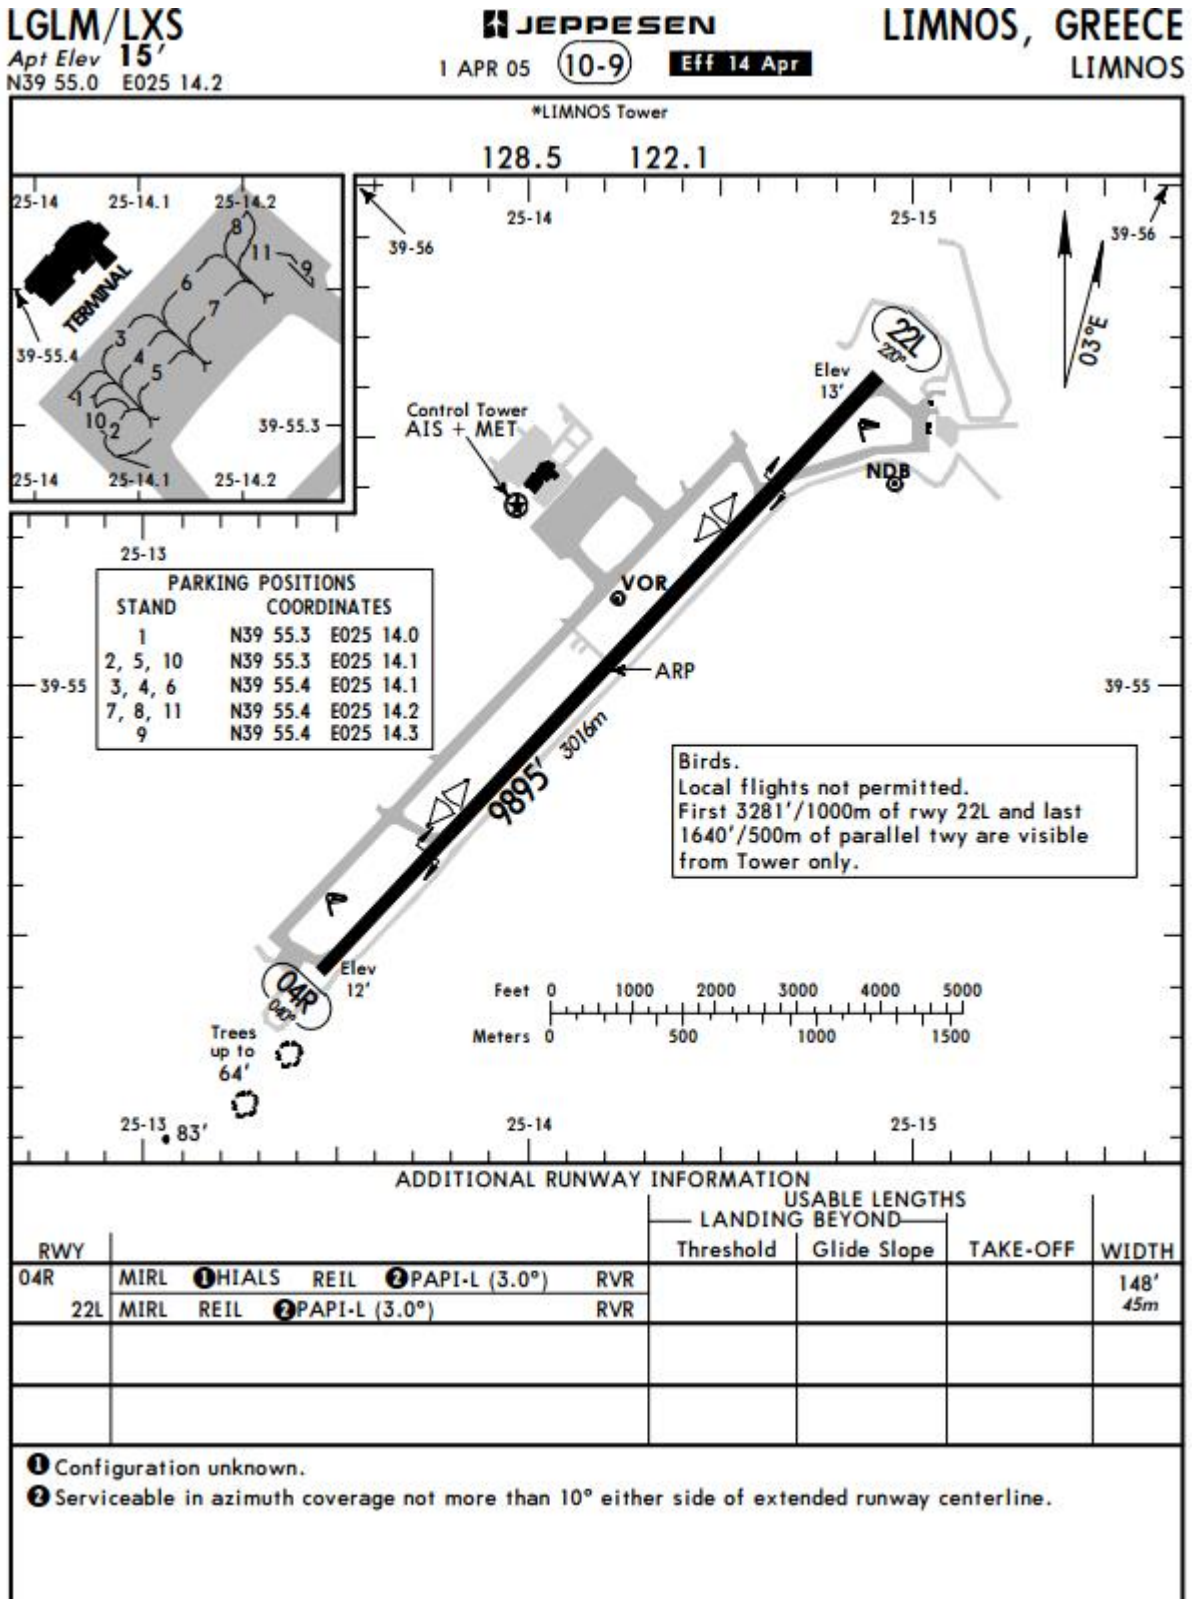 LGLM/LXS
Apt Elev 15'
N39 55.0 E025 14.2
JEPPESEN
1 APR 05 10-9 Eff 14 Apr
LIMNOS, GREECE
LIMNOS
*LIMNOS Tower
128.5 122.1
25-14 25-14.1 25-14.2
8
11
9
6
7
TERMINAL
3
4
5
39-55.4
1
10
2
39-55.3
25-14 25-14.1 25-14.2
25-14 25-15
39-56 39-56
03°E
22L
220°
Elev
13'
Control Tower
AIS + MET
NDB
25-13
VOR
PARKING POSITIONS
STAND COORDINATES
1 N39 55.3 E025 14.0
2, 5, 10 N39 55.3 E025 14.1
3, 4, 6 N39 55.4 E025 14.1
7, 8, 11 N39 55.4 E025 14.2
9 N39 55.4 E025 14.3
39-55 39-55
ARP
9895'
3016m
Birds.
Local flights not permitted.
First 3281'/1000m of rwy 22L and last
1640'/500m of parallel twy are visible
from Tower only.
Elev
12'
04R
040°
Feet 0 1000 2000 3000 4000 5000
Meters 0 500 1000 1500
Trees
up to
64'
83'
25-13 25-14 25-15
ADDITIONAL RUNWAY INFORMATION
USABLE LENGTHS
LANDING BEYOND
RWY Threshold Glide Slope TAKE-OFF WIDTH
04R MIRL ❶HIALS REIL ❷PAPI-L (3.0°) RVR 148'
22L MIRL REIL ❷PAPI-L (3.0°) RVR 45m
❶ Configuration unknown.
❷ Serviceable in azimuth coverage not more than 10° either side of extended runway centerline.